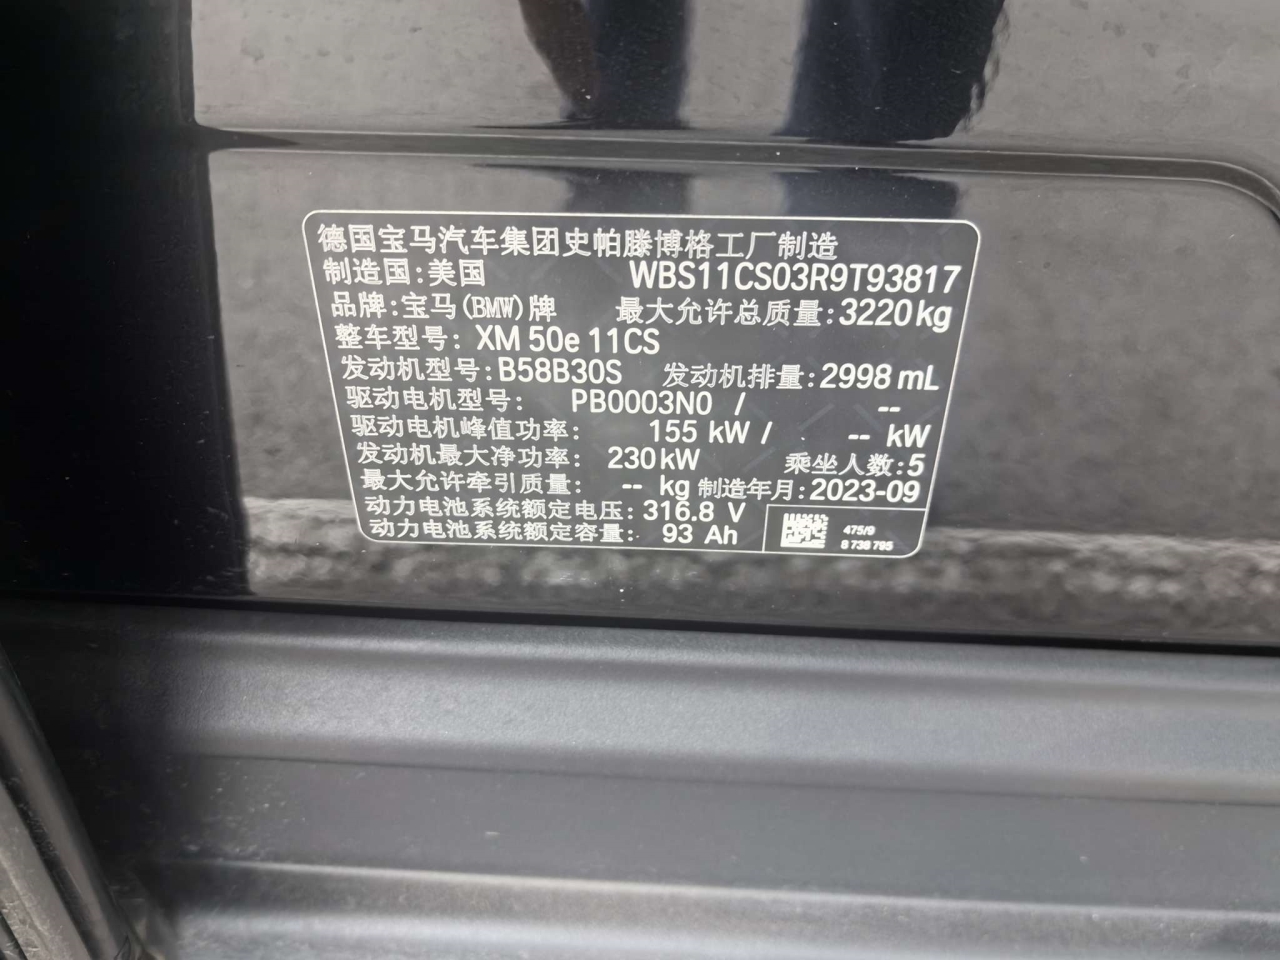 德国宝马汽车集团史帕滕博格工厂制造
制造国:美国 WBS11CS03R9T93817
品牌:宝马(BMW)牌 最大允许总质量:3220kg
整车型号: XM 50e 11CS
发动机型号:B58B30S 发动机排量:2998 mL
驱动电机型号: PB0003N0 / --
驱动电机峰值功率: 155 kW / -- kW
发动机最大净功率: 230kW 乘坐人数:5
最大允许牵引质量: -- kg 制造年月:2023-09
动力电池系统额定电压:316.8 V
动力电池系统额定容量: 93 Ah
475/9
8 738 795